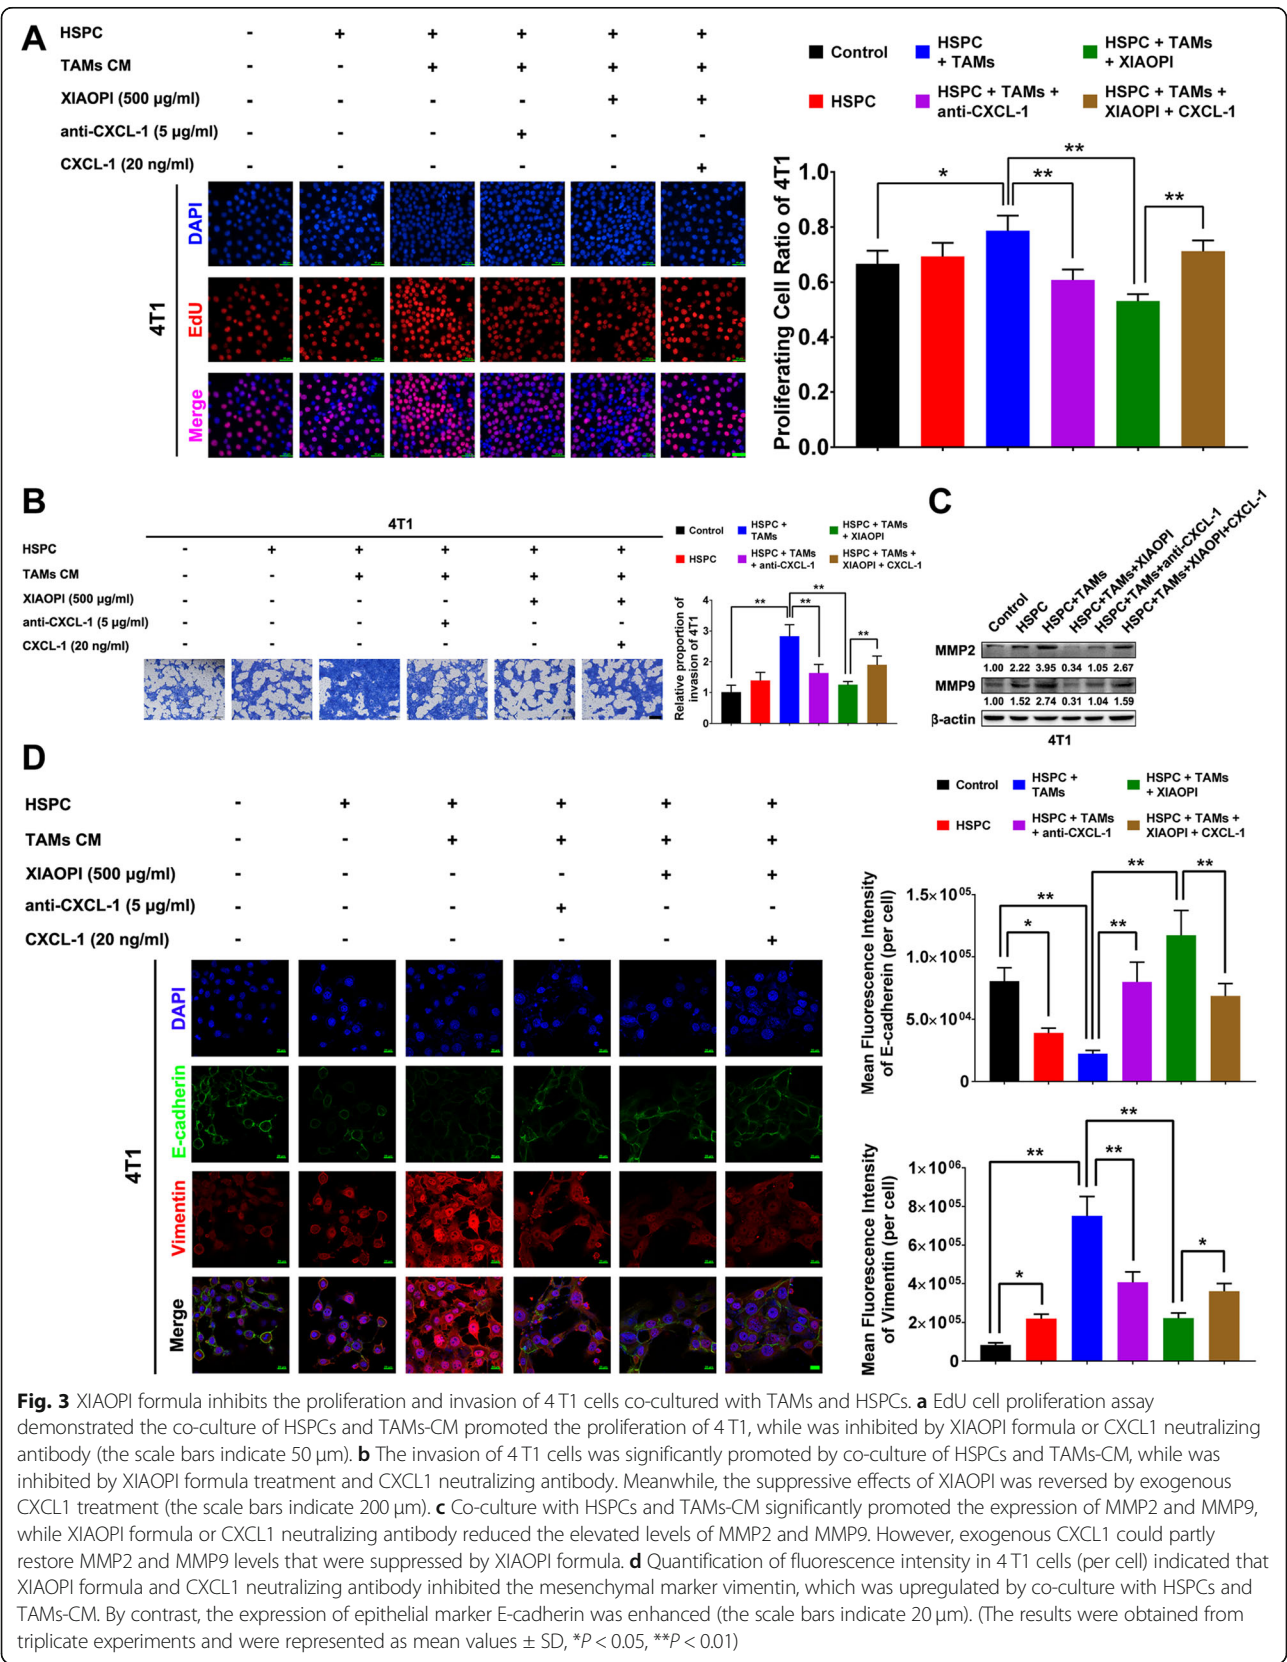 A
HSPC - + + + + +
TAMs CM - - + + + +
XIAOPI (500 µg/ml) - - - - + +
anti-CXCL-1 (5 µg/ml) - - - + - -
CXCL-1 (20 ng/ml) - - - - - +
4T1
DAPI
EdU
Merge
Control
HSPC + TAMs
HSPC + TAMs + XIAOPI
HSPC
HSPC + TAMs + anti-CXCL-1
HSPC + TAMs + XIAOPI + CXCL-1
Proliferating Cell Ratio of 4T1
1.0
0.8
0.6
0.4
0.2
0.0
* ** ** **
B
4T1
HSPC - + + + + +
TAMs CM - - + + + +
XIAOPI (500 µg/ml) - - - - + +
anti-CXCL-1 (5 µg/ml) - - - + - -
CXCL-1 (20 ng/ml) - - - - - +
Control
HSPC + TAMs
HSPC + TAMs + XIAOPI
HSPC
HSPC + TAMs + anti-CXCL-1
HSPC + TAMs + XIAOPI + CXCL-1
Relative proportion of invasion of 4T1
4
3
2
1
0
** ** ** **
C
Control
HSPC
HSPC+TAMs
HSPC+TAMs+XIAOPI
HSPC+TAMs+anti-CXCL-1
HSPC+TAMs+XIAOPI+CXCL-1
MMP2
1.00 2.22 3.95 0.34 1.05 2.67
MMP9
1.00 1.52 2.74 0.31 1.04 1.59
β-actin
4T1
D
HSPC - + + + + +
TAMs CM - - + + + +
XIAOPI (500 µg/ml) - - - - + +
anti-CXCL-1 (5 µg/ml) - - - + - -
CXCL-1 (20 ng/ml) - - - - - +
4T1
DAPI
E-cadherin
Vimentin
Merge
Control
HSPC + TAMs
HSPC + TAMs + XIAOPI
HSPC
HSPC + TAMs + anti-CXCL-1
HSPC + TAMs + XIAOPI + CXCL-1
Mean Fluorescence Intensity of E-cadherein (per cell)
1.5×10⁰⁵
1.0×10⁰⁵
5.0×10⁰⁴
0
** * ** ** **
Mean Fluorescence Intensity of Vimentin (per cell)
1×10⁰⁶
8×10⁰⁵
6×10⁰⁵
4×10⁰⁵
2×10⁰⁵
0
** * ** ** *
Fig. 3 XIAOPI formula inhibits the proliferation and invasion of 4 T1 cells co-cultured with TAMs and HSPCs. a EdU cell proliferation assay
demonstrated the co-culture of HSPCs and TAMs-CM promoted the proliferation of 4 T1, while was inhibited by XIAOPI formula or CXCL1 neutralizing
antibody (the scale bars indicate 50 µm). b The invasion of 4 T1 cells was significantly promoted by co-culture of HSPCs and TAMs-CM, while was
inhibited by XIAOPI formula treatment and CXCL1 neutralizing antibody. Meanwhile, the suppressive effects of XIAOPI was reversed by exogenous
CXCL1 treatment (the scale bars indicate 200 µm). c Co-culture with HSPCs and TAMs-CM significantly promoted the expression of MMP2 and MMP9,
while XIAOPI formula or CXCL1 neutralizing antibody reduced the elevated levels of MMP2 and MMP9. However, exogenous CXCL1 could partly
restore MMP2 and MMP9 levels that were suppressed by XIAOPI formula. d Quantification of fluorescence intensity in 4 T1 cells (per cell) indicated that
XIAOPI formula and CXCL1 neutralizing antibody inhibited the mesenchymal marker vimentin, which was upregulated by co-culture with HSPCs and
TAMs-CM. By contrast, the expression of epithelial marker E-cadherin was enhanced (the scale bars indicate 20 µm). (The results were obtained from
triplicate experiments and were represented as mean values ± SD, *P < 0.05, **P < 0.01)